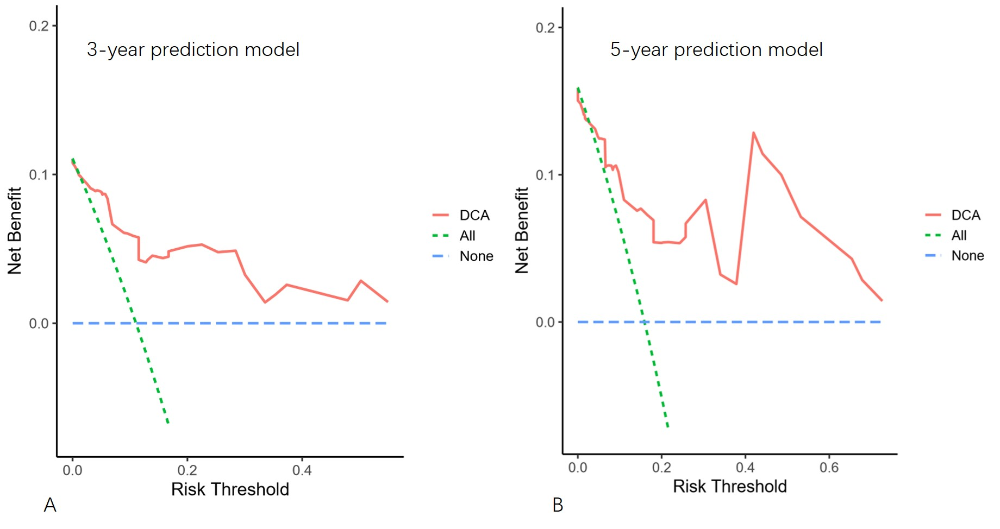 3-year prediction model
0.2
0.1
0.0
Net Benefit
DCA
All
None
0.0 0.2 0.4
Risk Threshold
A
5-year prediction model
0.2
0.1
0.0
Net Benefit
DCA
All
None
0.0 0.2 0.4 0.6
Risk Threshold
B